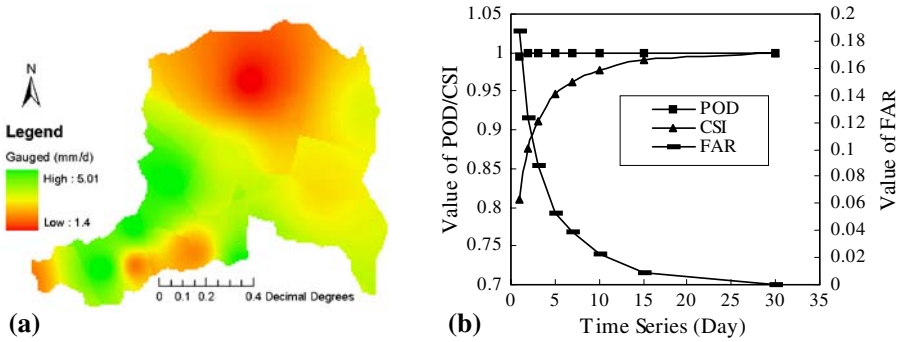 (a)
N
Legend
Gauged (mm/d)
High : 5.01
Low : 1.4
0 0.1 0.2 0.4 Decimal Degrees
(b)
Value of POD/CSI
1.05
1
0.95
0.9
0.85
0.8
0.75
0.7
POD
CSI
FAR
0.2
0.18
0.16
0.14
0.12
0.1
0.08
0.06
0.04
0.02
0
Value of FAR
0 5 10 15 20 25 30 35
Time Series (Day)